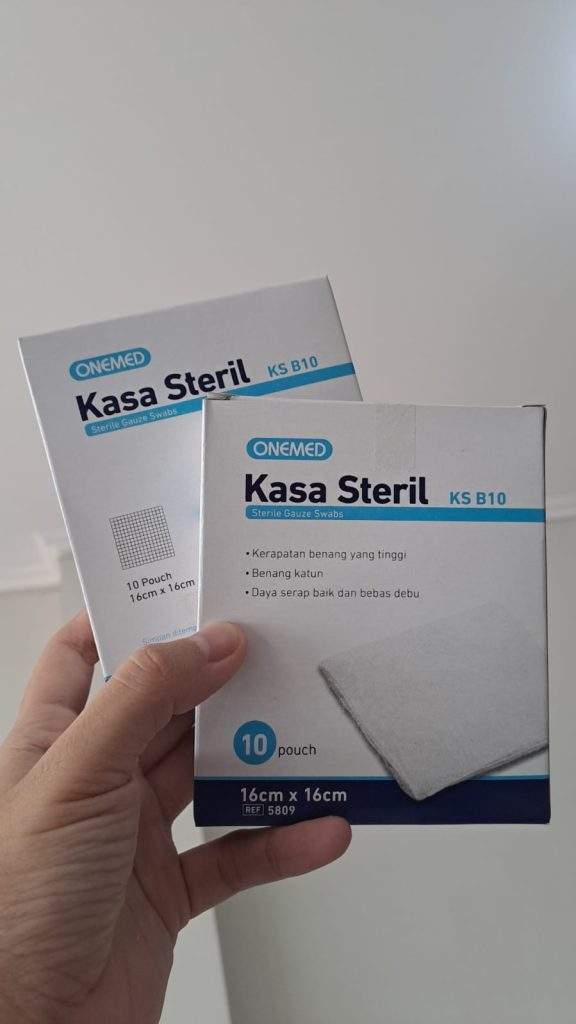 ONEMED
Kasa Steril KS B10
Sterile Gauze Swabs
10 Pouch
16cm x 16cm
Simpan ditemp
ONEMED
Kasa Steril KS B10
Sterile Gauze Swabs
• Kerapatan benang yang tinggi
• Benang katun
• Daya serap baik dan bebas debu
10 pouch
16cm x 16cm
REF 5809